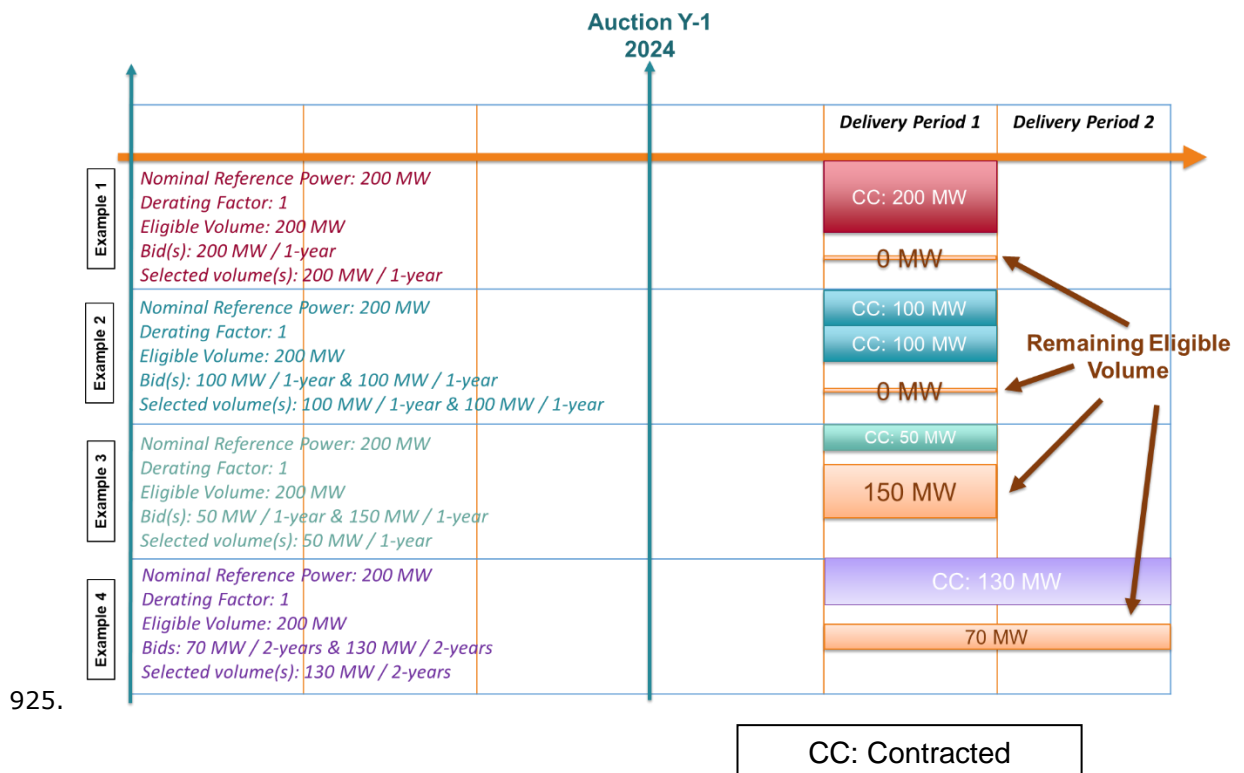 Auction Y-1
2024
Delivery Period 1
Delivery Period 2
Example 1
Nominal Reference Power: 200 MW
Derating Factor: 1
Eligible Volume: 200 MW
Bid(s): 200 MW / 1-year
Selected volume(s): 200 MW / 1-year
CC: 200 MW
0 MW
Example 2
Nominal Reference Power: 200 MW
Derating Factor: 1
Eligible Volume: 200 MW
Bid(s): 100 MW / 1-year & 100 MW / 1-year
Selected volume(s): 100 MW / 1-year & 100 MW / 1-year
CC: 100 MW
CC: 100 MW
0 MW
Remaining Eligible
Volume
Example 3
Nominal Reference Power: 200 MW
Derating Factor: 1
Eligible Volume: 200 MW
Bid(s): 50 MW / 1-year & 150 MW / 1-year
Selected volume(s): 50 MW / 1-year
CC: 50 MW
150 MW
Example 4
Nominal Reference Power: 200 MW
Derating Factor: 1
Eligible Volume: 200 MW
Bids: 70 MW / 2-years & 130 MW / 2-years
Selected volume(s): 130 MW / 2-years
CC: 130 MW
70 MW
925.
CC: Contracted